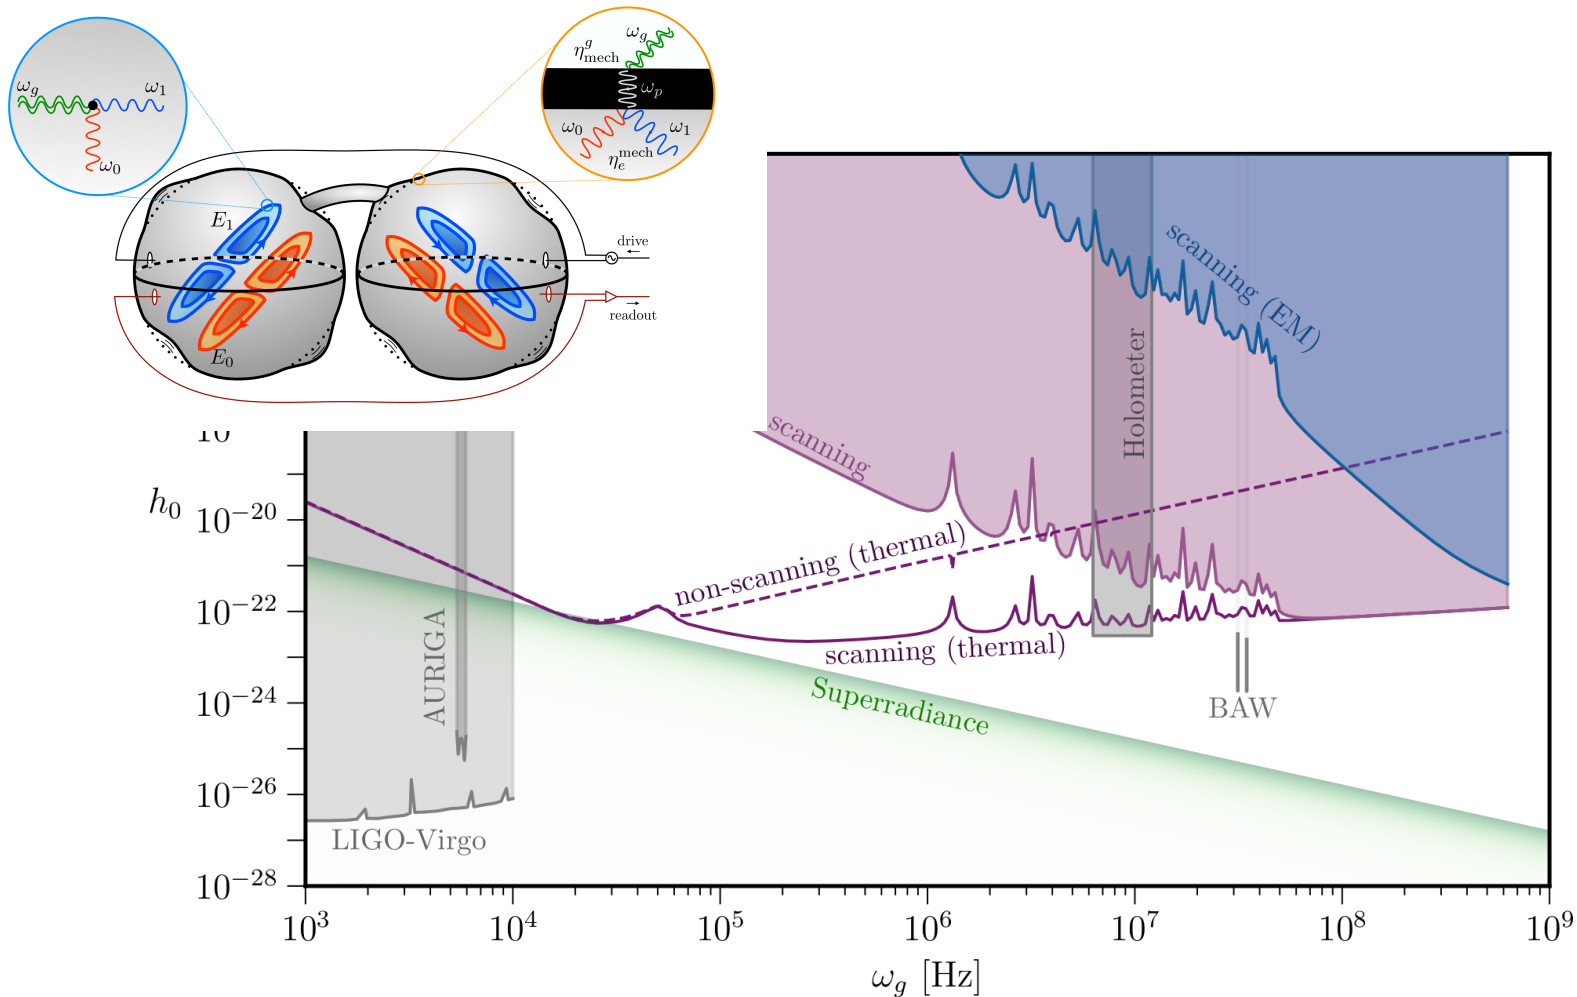 ω_g
ω_1
ω_0
η^g_mech
ω_g
ω_p
ω_0
ω_1
η_e^mech
E_1
E_0
drive
readout
scanning (EM)
Holometer
scanning
non-scanning (thermal)
scanning (thermal)
Superradiance
AURIGA
BAW
LIGO-Virgo
h_0
10^{-20}
10^{-22}
10^{-24}
10^{-26}
10^{-28}
10^3
10^4
10^5
10^6
10^7
10^8
10^9
ω_g [Hz]